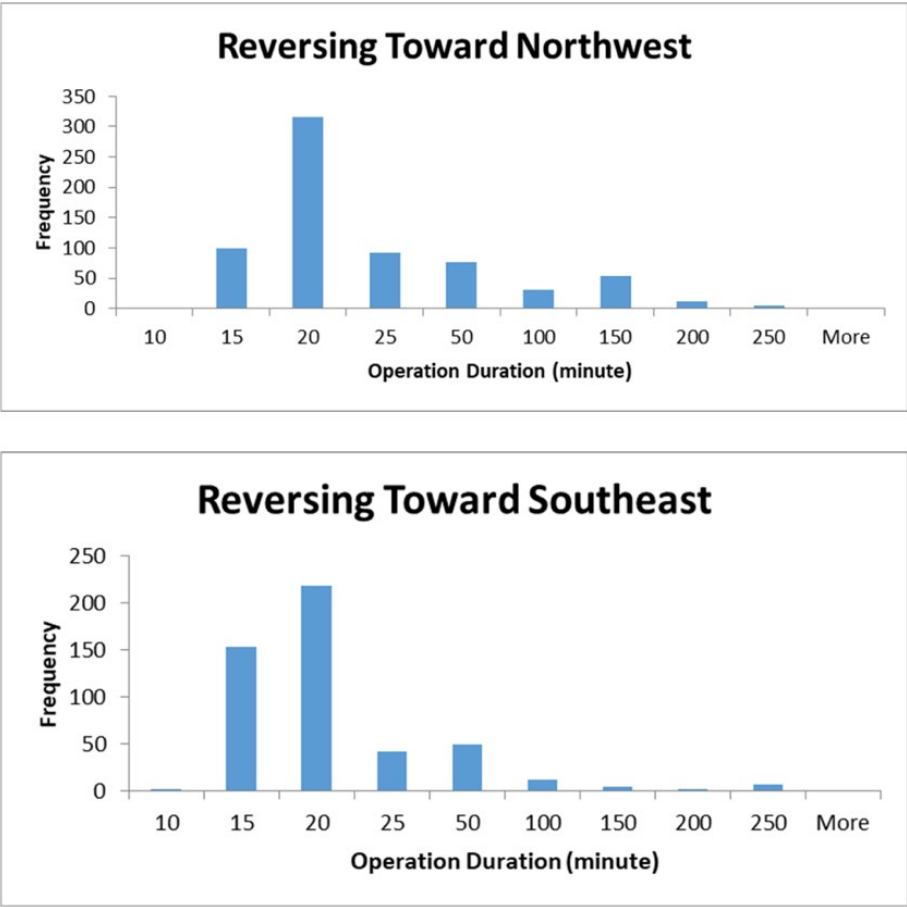 Reversing Toward Northwest
350
300
250
200
150
100
50
0
Frequency
10 15 20 25 50 100 150 200 250 More
Operation Duration (minute)
Reversing Toward Southeast
250
200
150
100
50
0
Frequency
10 15 20 25 50 100 150 200 250 More
Operation Duration (minute)